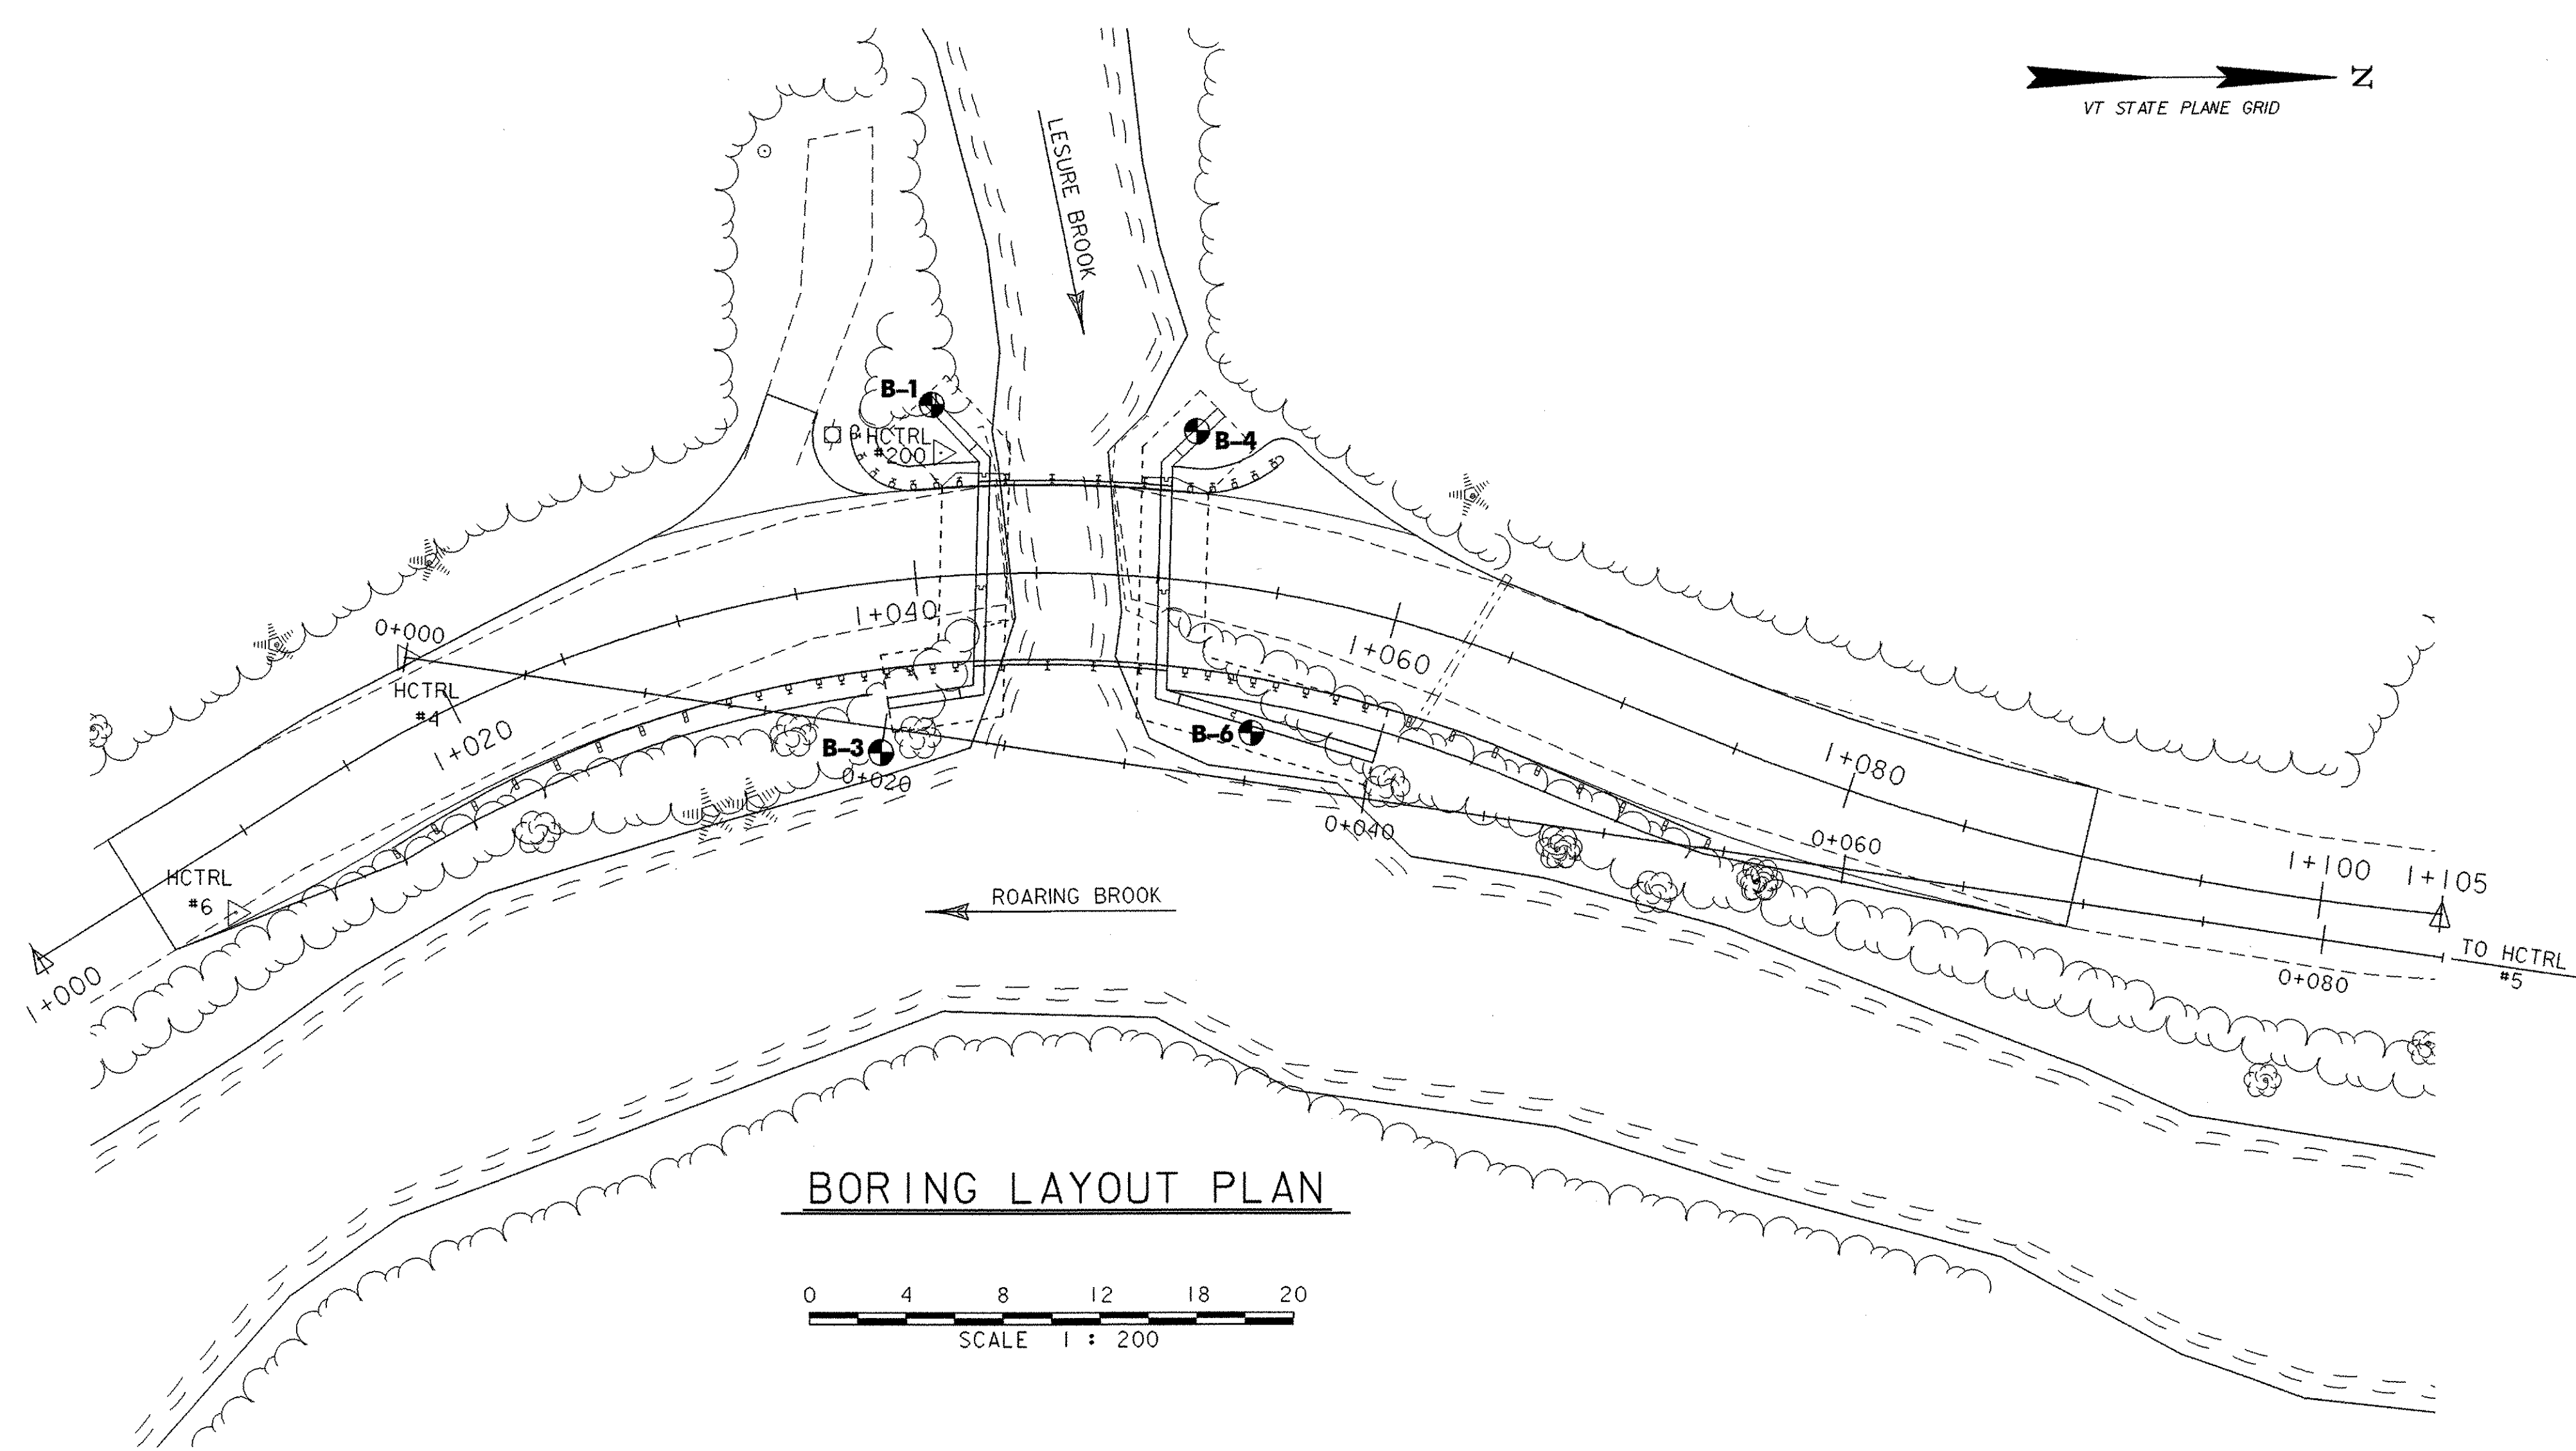 N
VT STATE PLANE GRID
LESURE BROOK
B-1
HCTRL
#200
B-4
1+040
0+000
1+060
HCTRL
#4
1+020
B-3
0+020
B-6
1+080
0+040
0+060
1+100
1+105
HCTRL
#6
ROARING BROOK
1+000
TO HCTRL
#5
0+080
BORING LAYOUT PLAN
0 4 8 12 18 20
SCALE 1 : 200